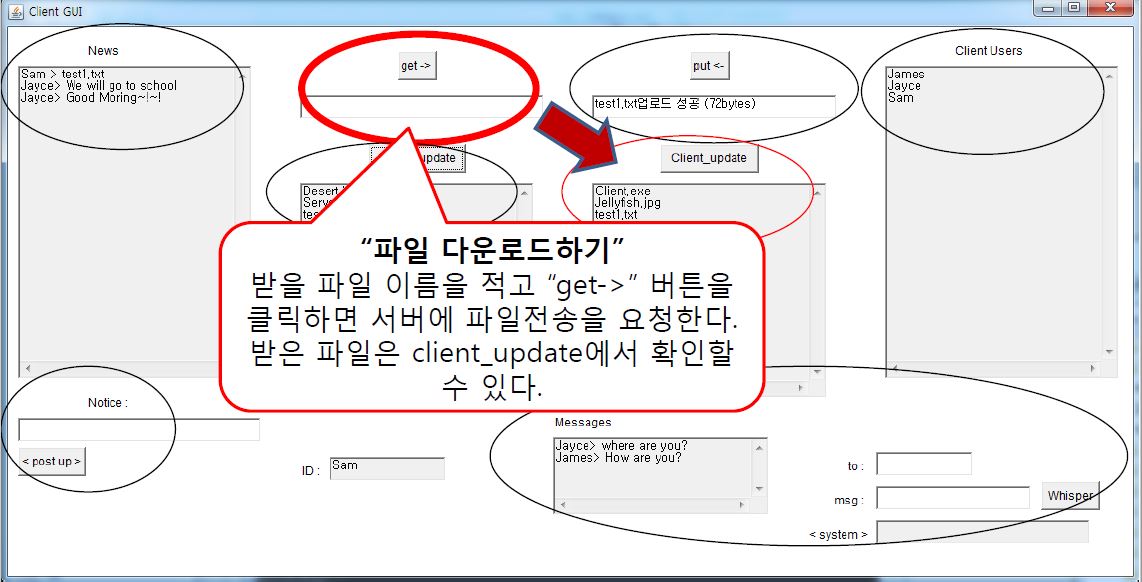 Client GUI
News
Sam > test1.txt
Jayce> We will go to school
Jayce> Good Moring~!~!
get ->
put <-
test1.txt업로드 성공 (72bytes)
Client Users
James
Jayce
Sam
update
Client_update
Desert
Serve
tes
Client.exe
Jellyfish.jpg
test1.txt
“파일 다운로드하기”
받을 파일 이름을 적고 “get->” 버튼을
클릭하면 서버에 파일전송을 요청한다.
받은 파일은 client_update에서 확인할
수 있다.
Notice :
< post up >
ID :
Sam
Messages
Jayce> where are you?
James> How are you?
to :
msg :
Whisper
< system >